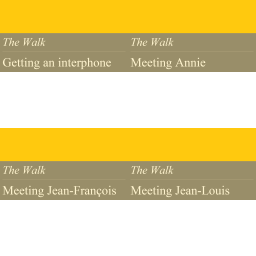 The Walk The Walk
Getting an interphone Meeting Annie
The Walk The Walk
Meeting Jean-François Meeting Jean-Louis